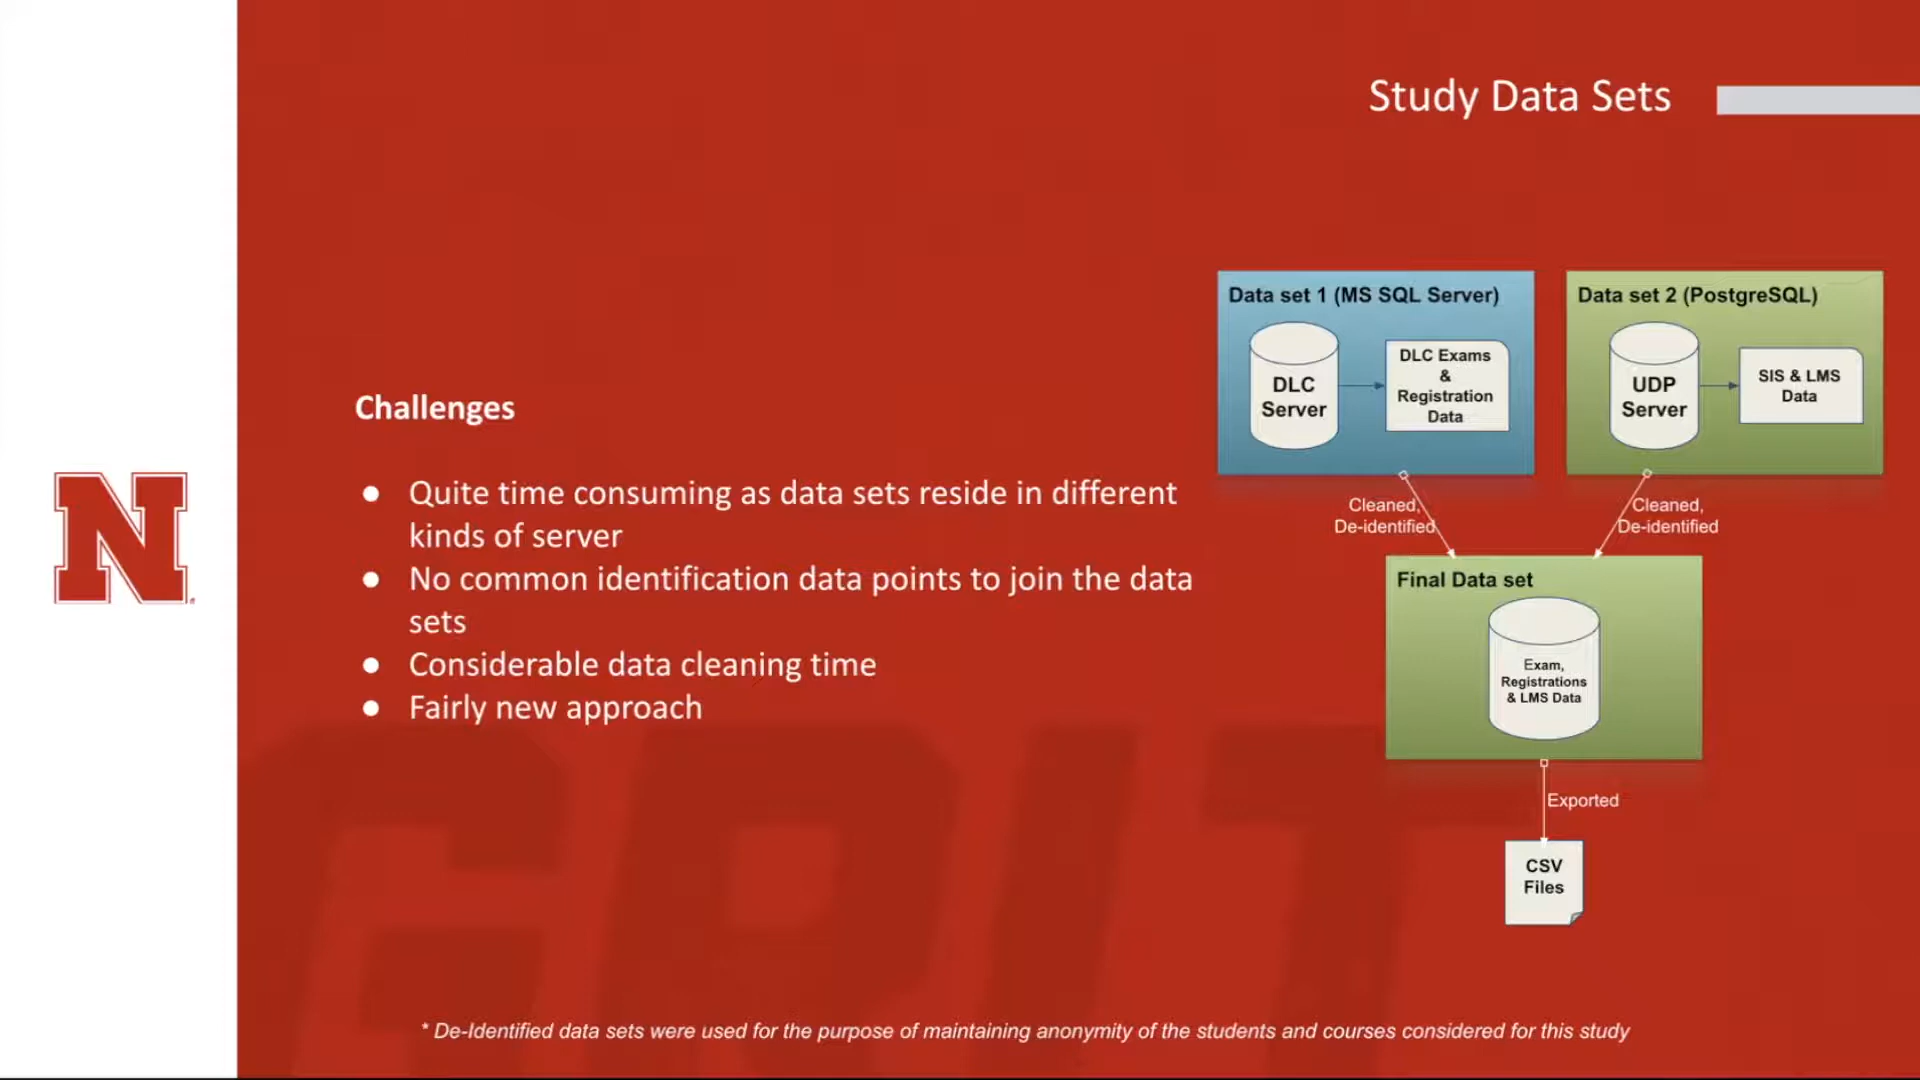 Study Data Sets
Challenges
● Quite time consuming as data sets reside in different
kinds of server
● No common identification data points to join the data
sets
● Considerable data cleaning time
● Fairly new approach
Data set 1 (MS SQL Server)
DLC
Server
DLC Exams
&
Registration
Data
Data set 2 (PostgreSQL)
UDP
Server
SIS & LMS
Data
Cleaned,
De-identified
Cleaned,
De-identified
Final Data set
Exam,
Registrations
& LMS Data
Exported
CSV
Files
N
GRIT
* De-Identified data sets were used for the purpose of maintaining anonymity of the students and courses considered for this study